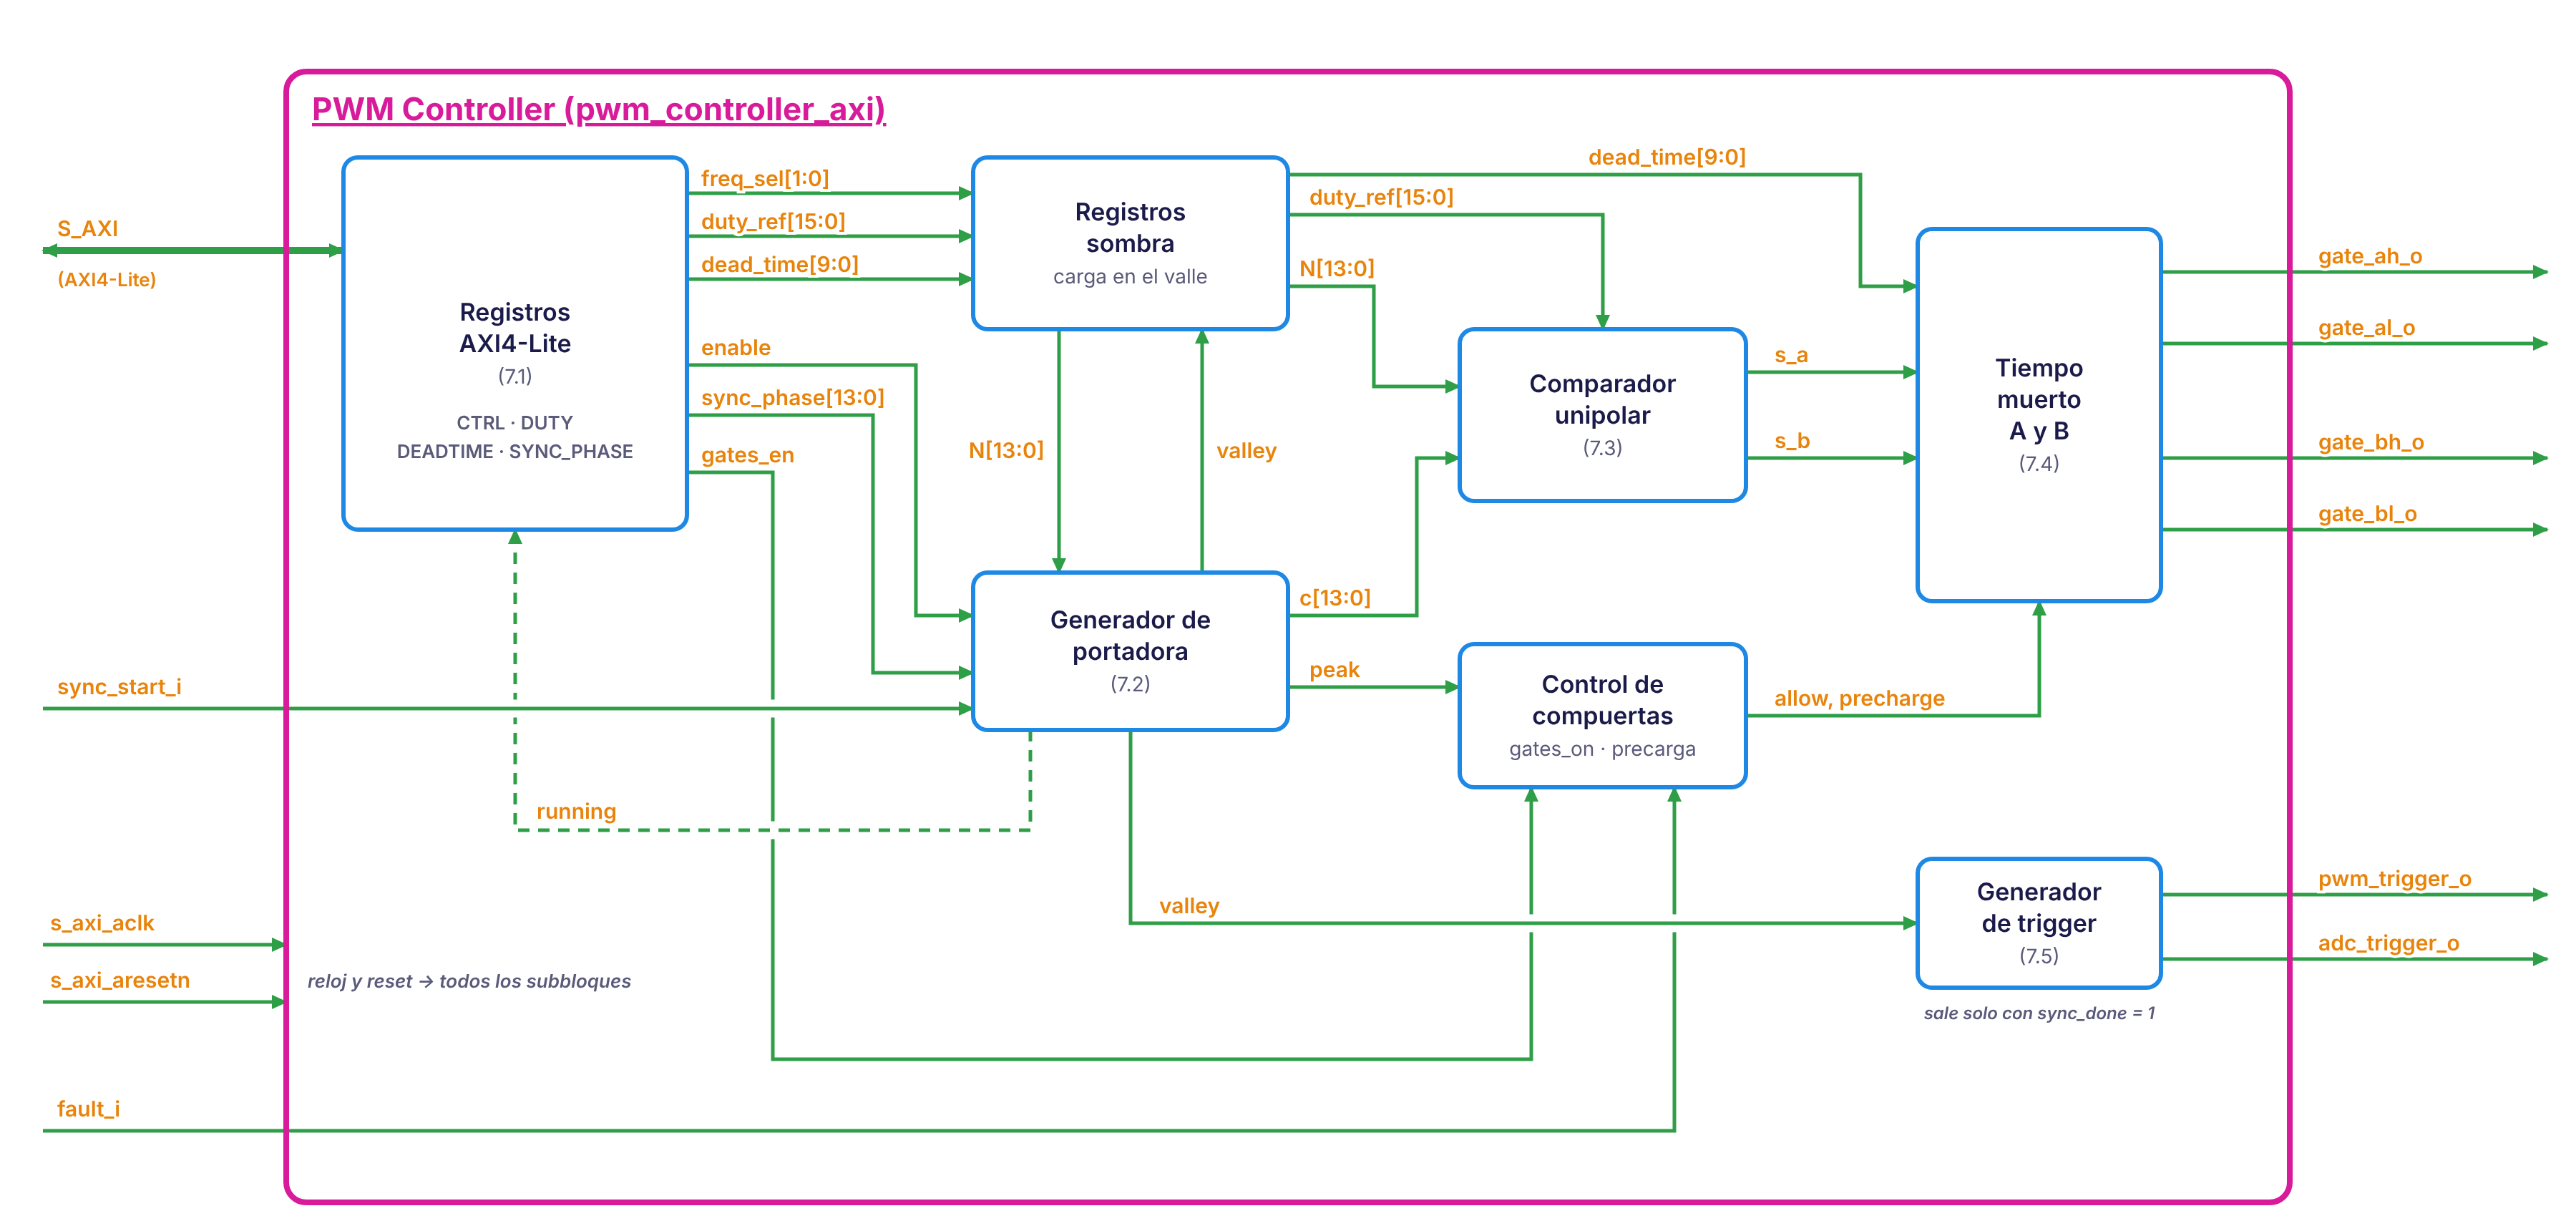 PWM Controller (pwm_controller_axi)
S_AXI
(AXI4-Lite)
Registros
AXI4-Lite
(7.1)
CTRL · DUTY
DEADTIME · SYNC_PHASE
freq_sel[1:0]
duty_ref[15:0]
dead_time[9:0]
enable
sync_phase[13:0]
gates_en
Registros
sombra
carga en el valle
dead_time[9:0]
duty_ref[15:0]
N[13:0]
N[13:0]
valley
Comparador
unipolar
(7.3)
s_a
s_b
Tiempo
muerto
A y B
(7.4)
gate_ah_o
gate_al_o
gate_bh_o
gate_bl_o
Generador de
portadora
(7.2)
c[13:0]
peak
Control de
compuertas
gates_on · precarga
allow, precharge
sync_start_i
running
valley
Generador
de trigger
(7.5)
sale solo con sync_done = 1
pwm_trigger_o
adc_trigger_o
s_axi_aclk
s_axi_aresetn
reloj y reset → todos los subbloques
fault_i